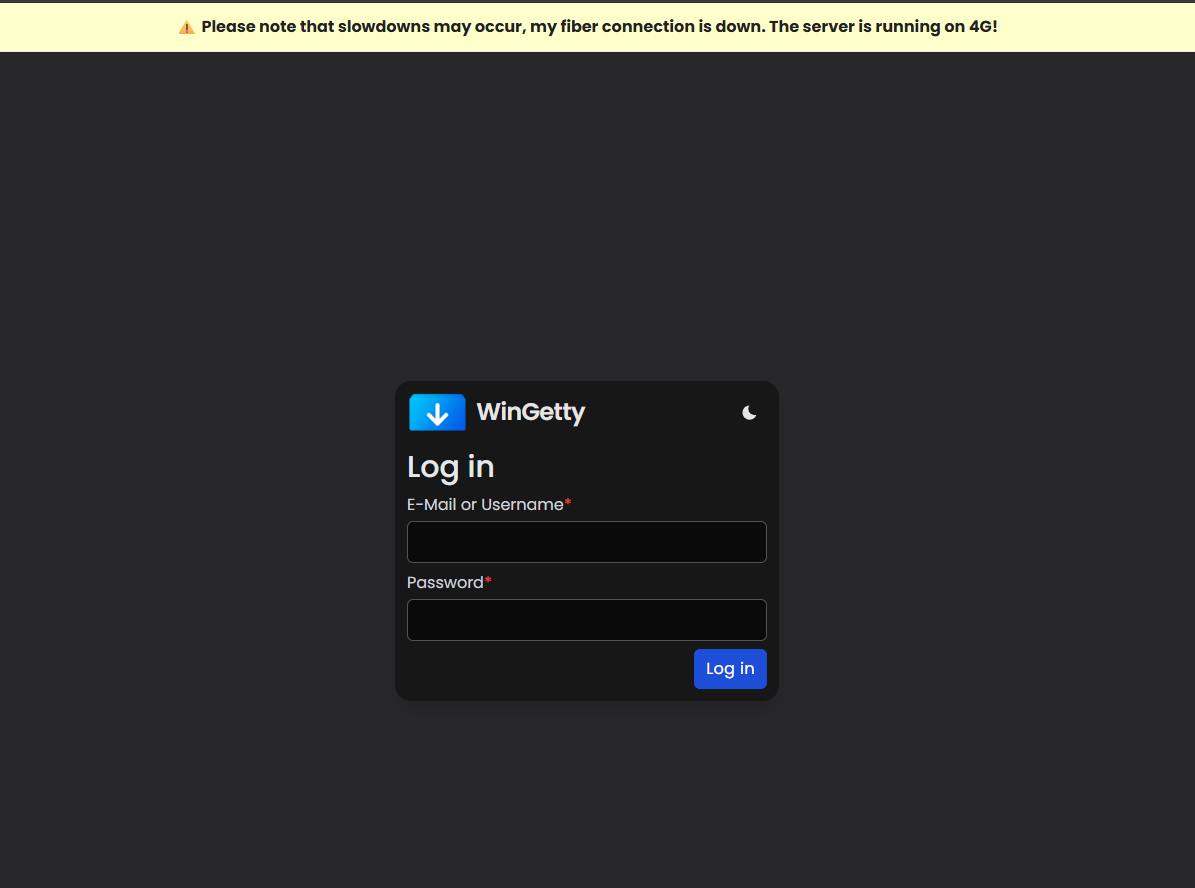 ⚠️ Please note that slowdowns may occur, my fiber connection is down. The server is running on 4G!
WinGetty
Log in
E-Mail or Username*
Password*
Log in